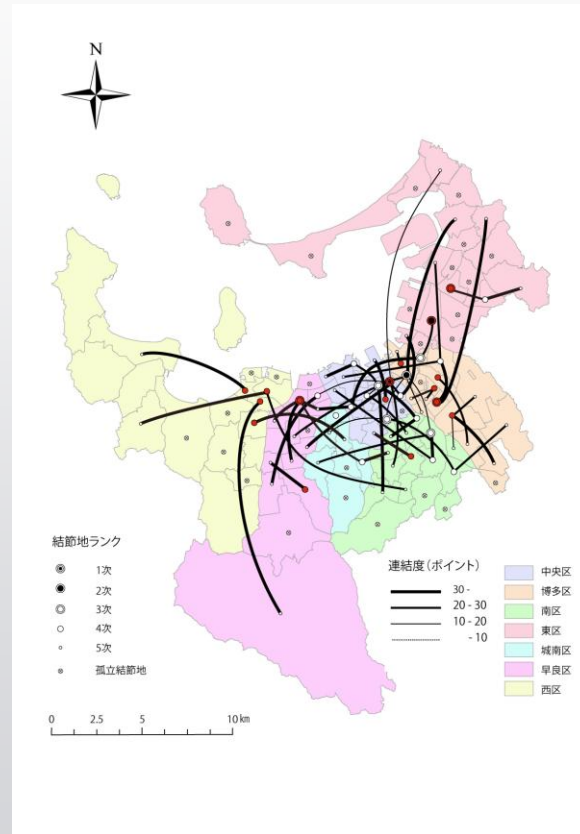 N
結節地ランク
1次
2次
3次
4次
5次
孤立結節地
0 2.5 5 10 km
連結度(ポイント)
30 -
20 - 30
10 - 20
- 10
中央区
博多区
南区
東区
城南区
早良区
西区